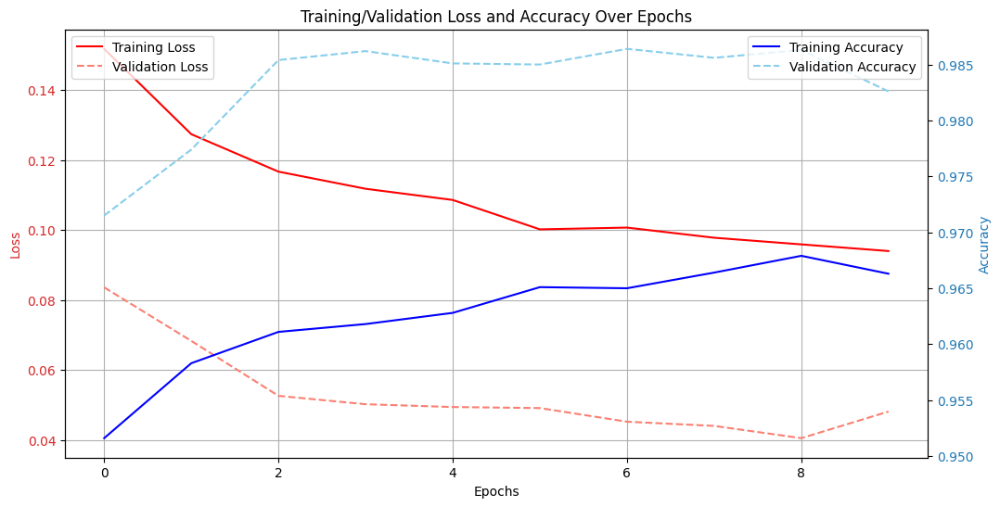 Training/Validation Loss and Accuracy Over Epochs
Training Loss
Validation Loss
Training Accuracy
Validation Accuracy
0.14
0.12
0.10
0.08
0.06
0.04
Loss
0.985
0.980
0.975
0.970
0.965
0.960
0.955
0.950
Accuracy
0 2 4 6 8
Epochs